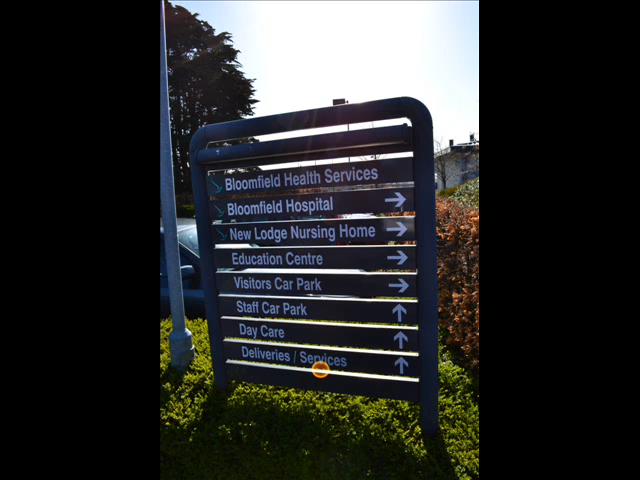 Bloomfield Health Services
Bloomfield Hospital
New Lodge Nursing Home
Education Centre
Visitors Car Park
Staff Car Park
Day Care
Deliveries / Services